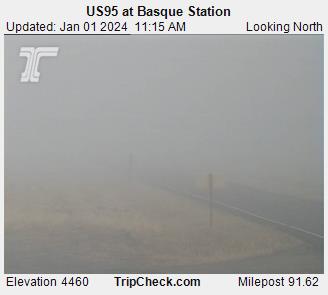 US95 at Basque Station
Updated: Jan 01 2024 11:15 AM Looking North
Elevation 4460 TripCheck.com Milepost 91.62